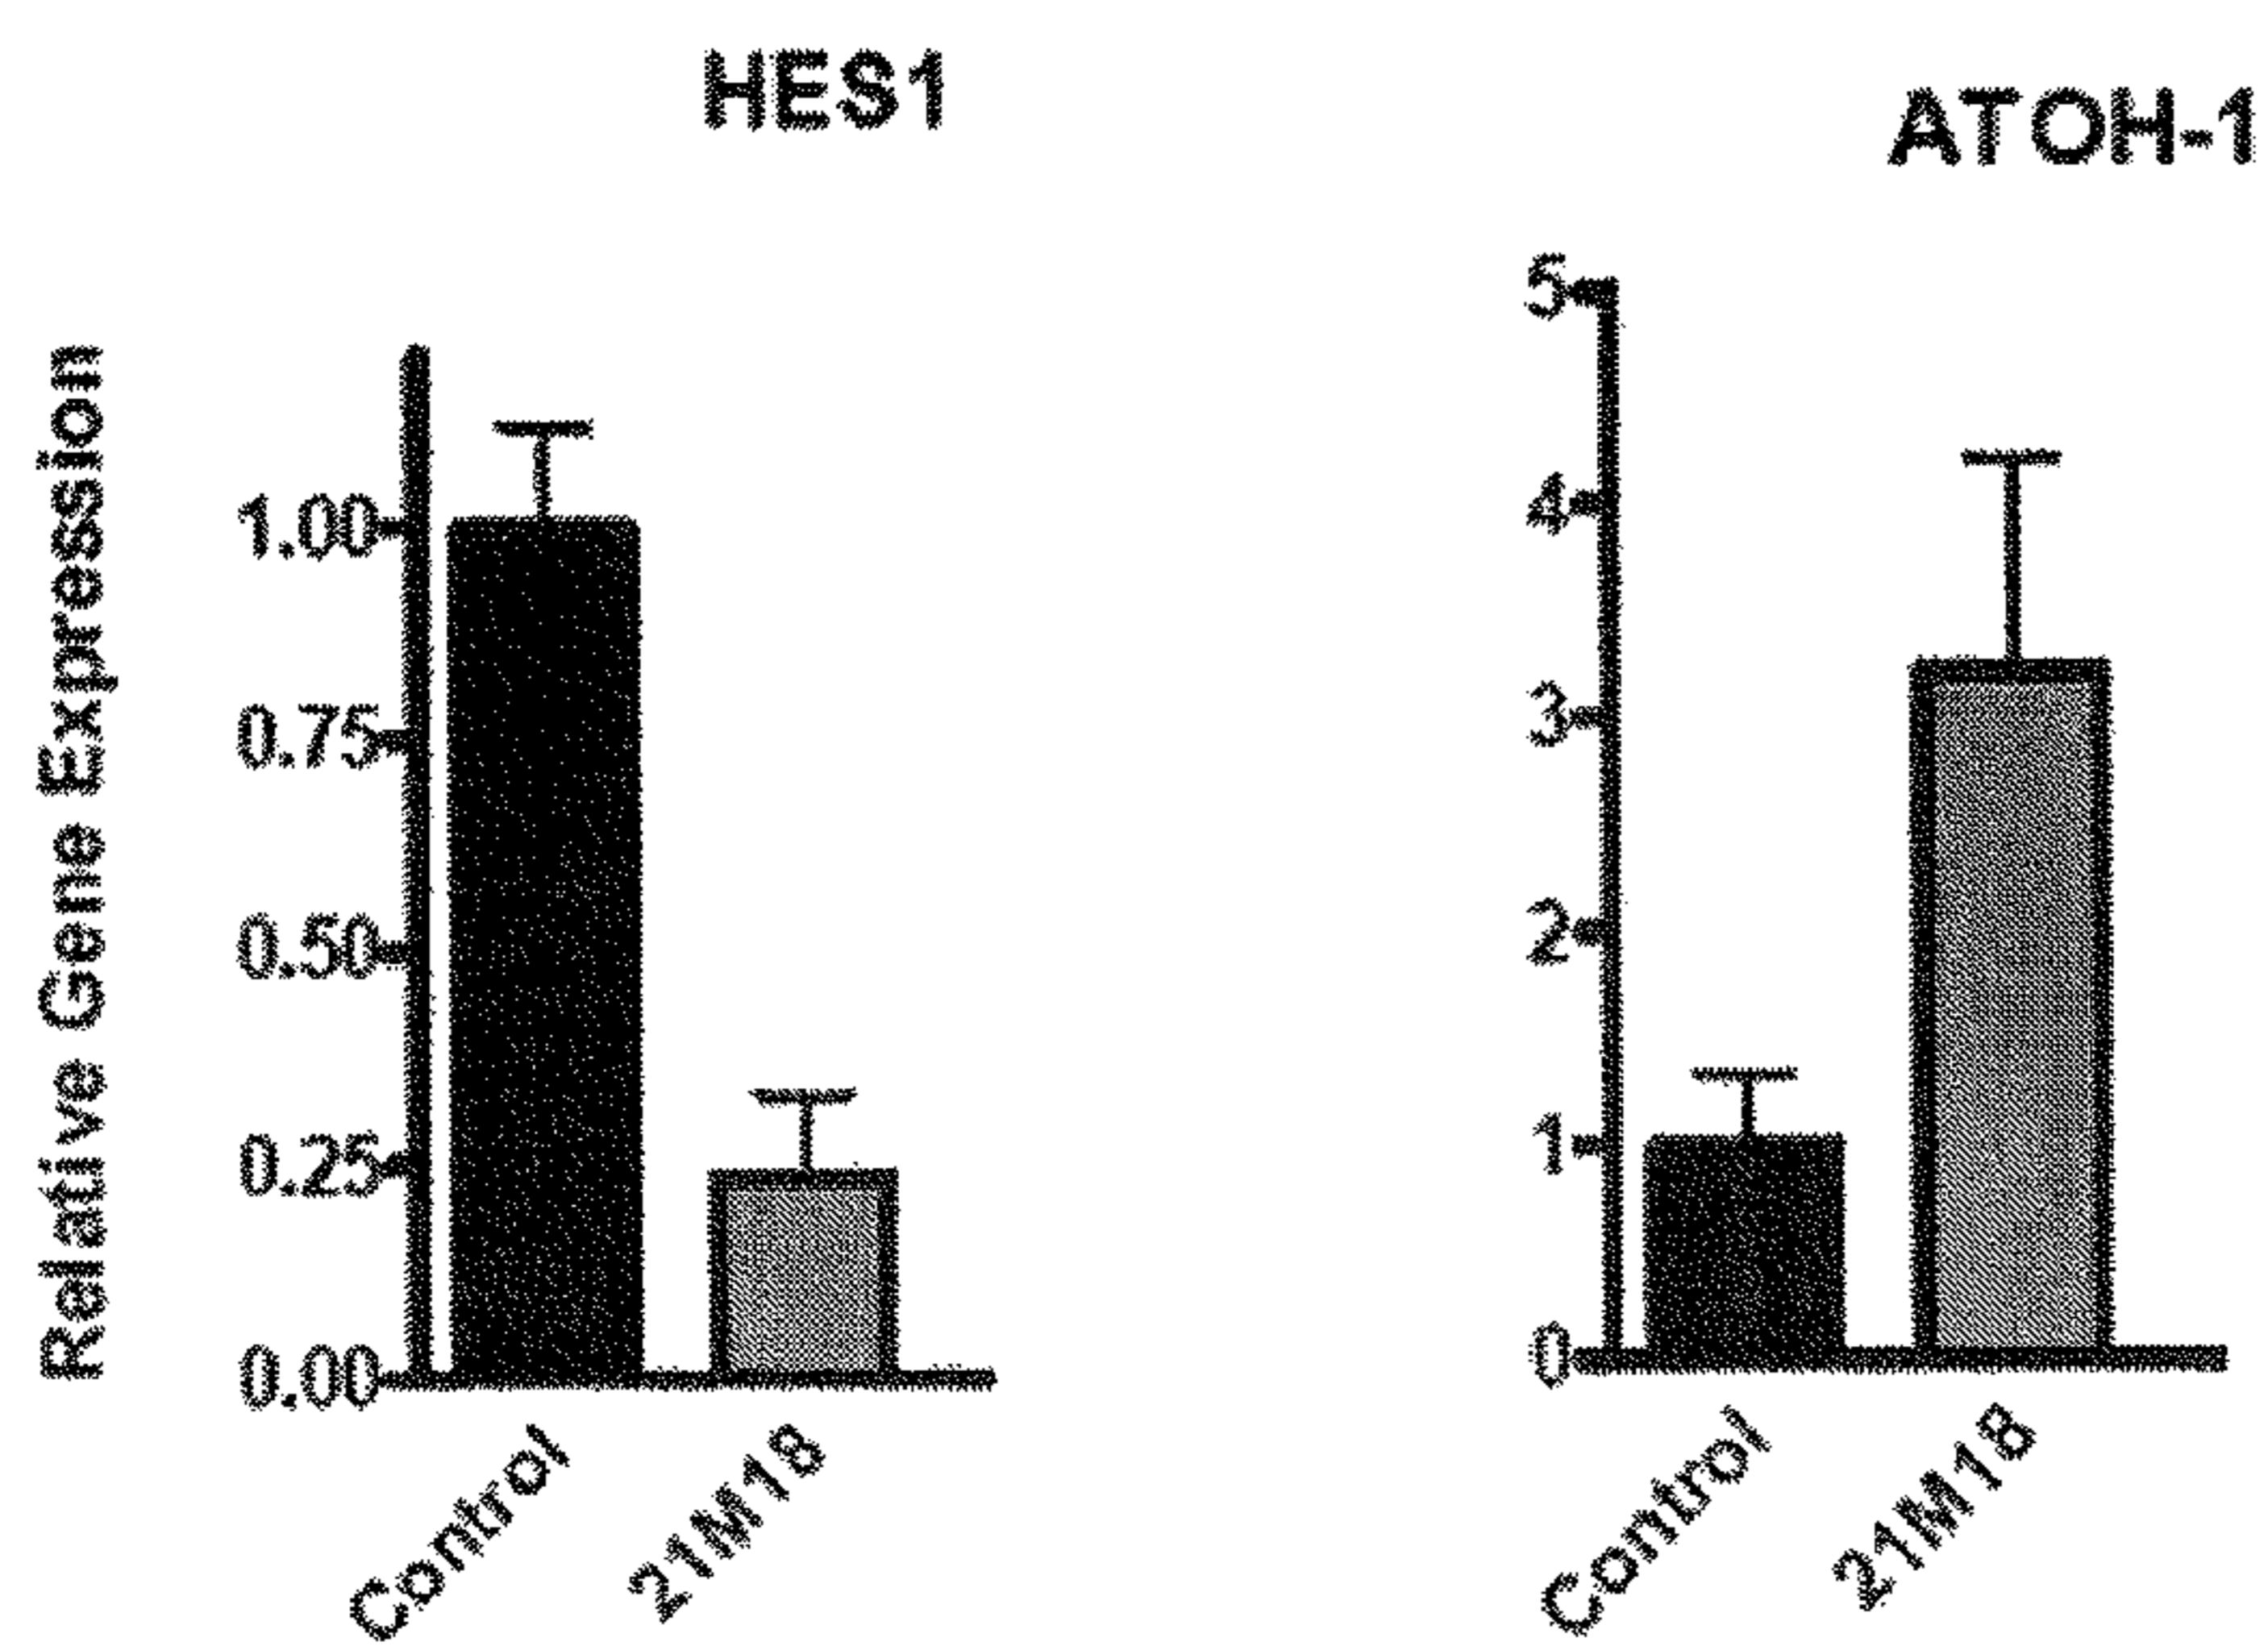 HES1
Relative Gene Expression
1.00
0.75
0.50
0.25
0.00
Control
21M18
ATOH-1
5
4
3
2
1
0
Control
21M18